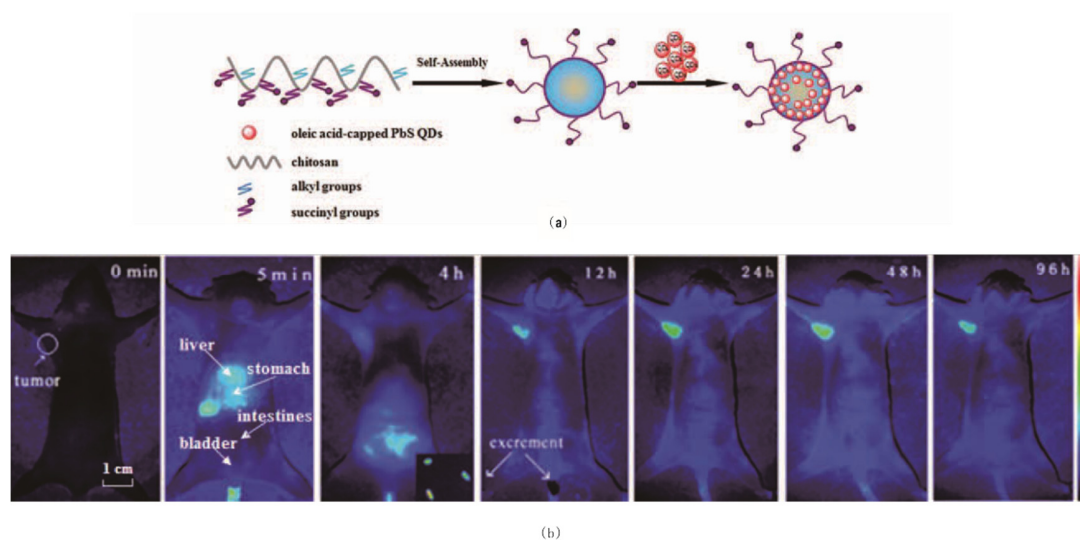 Self-Assembly
oleic acid-capped PbS QDs
chitosan
alkyl groups
succinyl groups
(a)
0 min
5 min
4 h
12 h
24 h
48 h
96 h
liver
tumor
stomach
intestines
bladder
excrement
1 cm
(b)